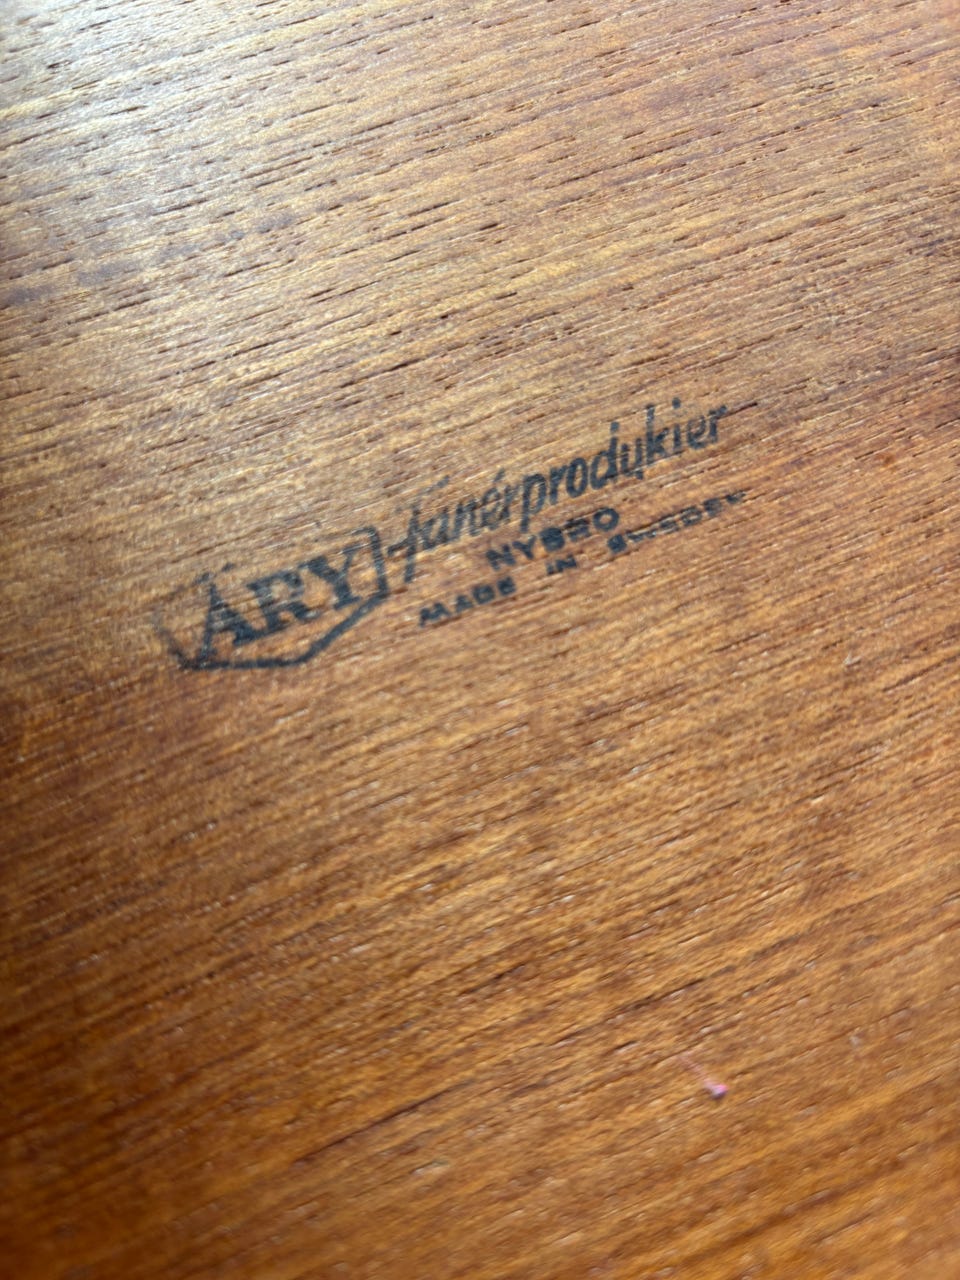 ÅRY fanérprodukter
NYBRO
MADE IN SWEDEN